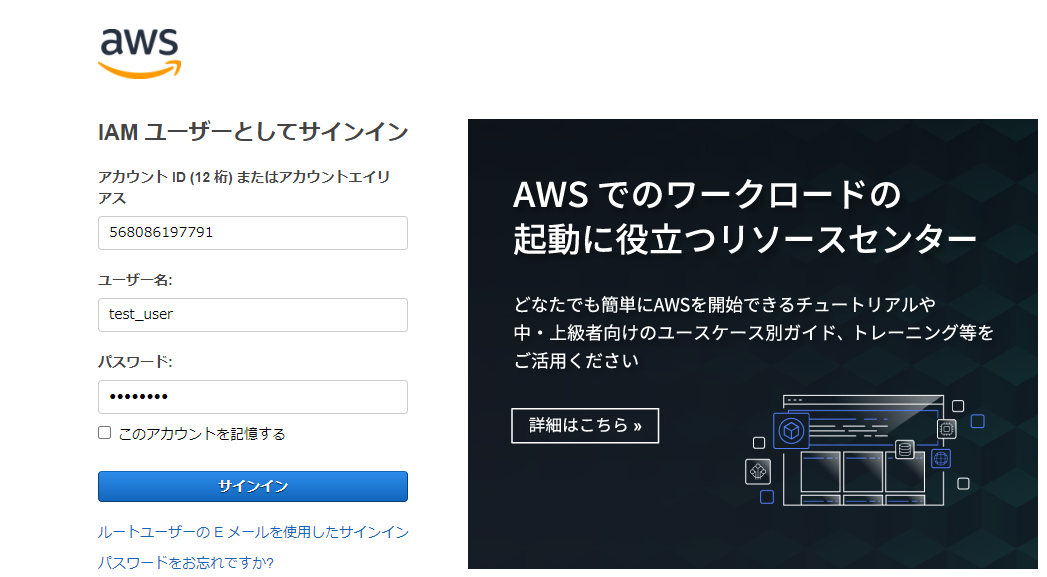 aws
IAM ユーザーとしてサインイン
アカウント ID (12 桁) またはアカウントエイリ
アス
568086197791
ユーザー名:
test_user
パスワード:
••••••••
このアカウントを記憶する
サインイン
ルートユーザーの E メールを使用したサインイン
パスワードをお忘れですか?
AWS でのワークロードの
起動に役立つリソースセンター
どなたでも簡単にAWSを開始できるチュートリアルや
中・上級者向けのユースケース別ガイド、トレーニング等を
ご活用ください
詳細はこちら »